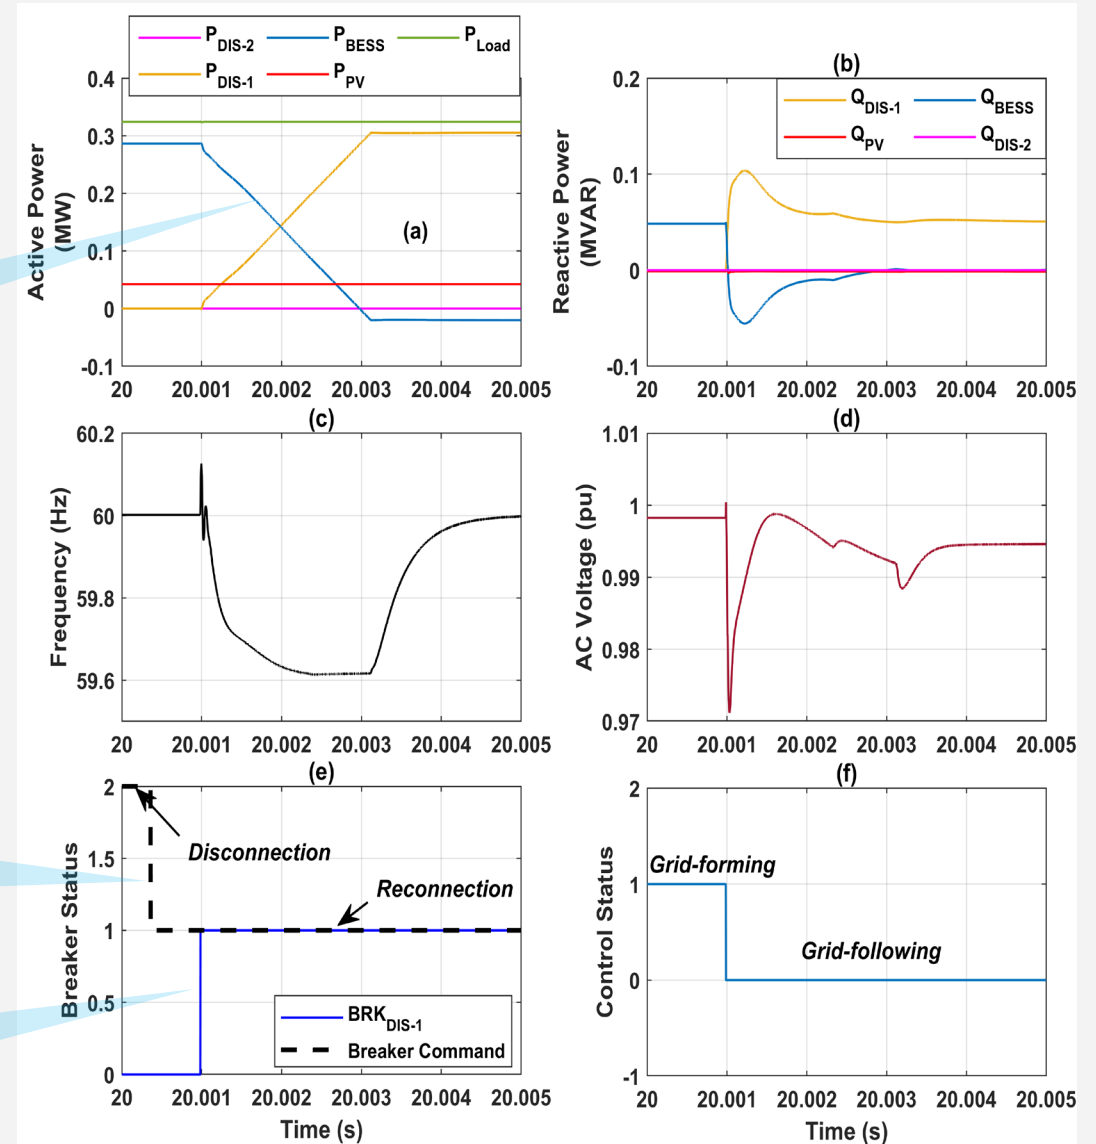 P_DIS-2 P_BESS P_Load
P_DIS-1 P_PV
0.4
0.3
0.2
0.1
0
-0.1
Active Power
(MW)
(a)
20 20.001 20.002 20.003 20.004 20.005
(b)
Q_DIS-1 Q_BESS
Q_PV Q_DIS-2
0.2
0.1
0
-0.1
Reactive Power
(MVAR)
20 20.001 20.002 20.003 20.004 20.005
(c)
60.2
60
59.8
59.6
Frequency (Hz)
20 20.001 20.002 20.003 20.004 20.005
(d)
1.01
1
0.99
0.98
0.97
AC Voltage (pu)
20 20.001 20.002 20.003 20.004 20.005
(e)
2
1.5
1
0.5
0
Breaker Status
Disconnection
Reconnection
BRK_DIS-1
Breaker Command
20 20.001 20.002 20.003 20.004 20.005
Time (s)
(f)
2
1
0
-1
Control Status
Grid-forming
Grid-following
20 20.001 20.002 20.003 20.004 20.005
Time (s)